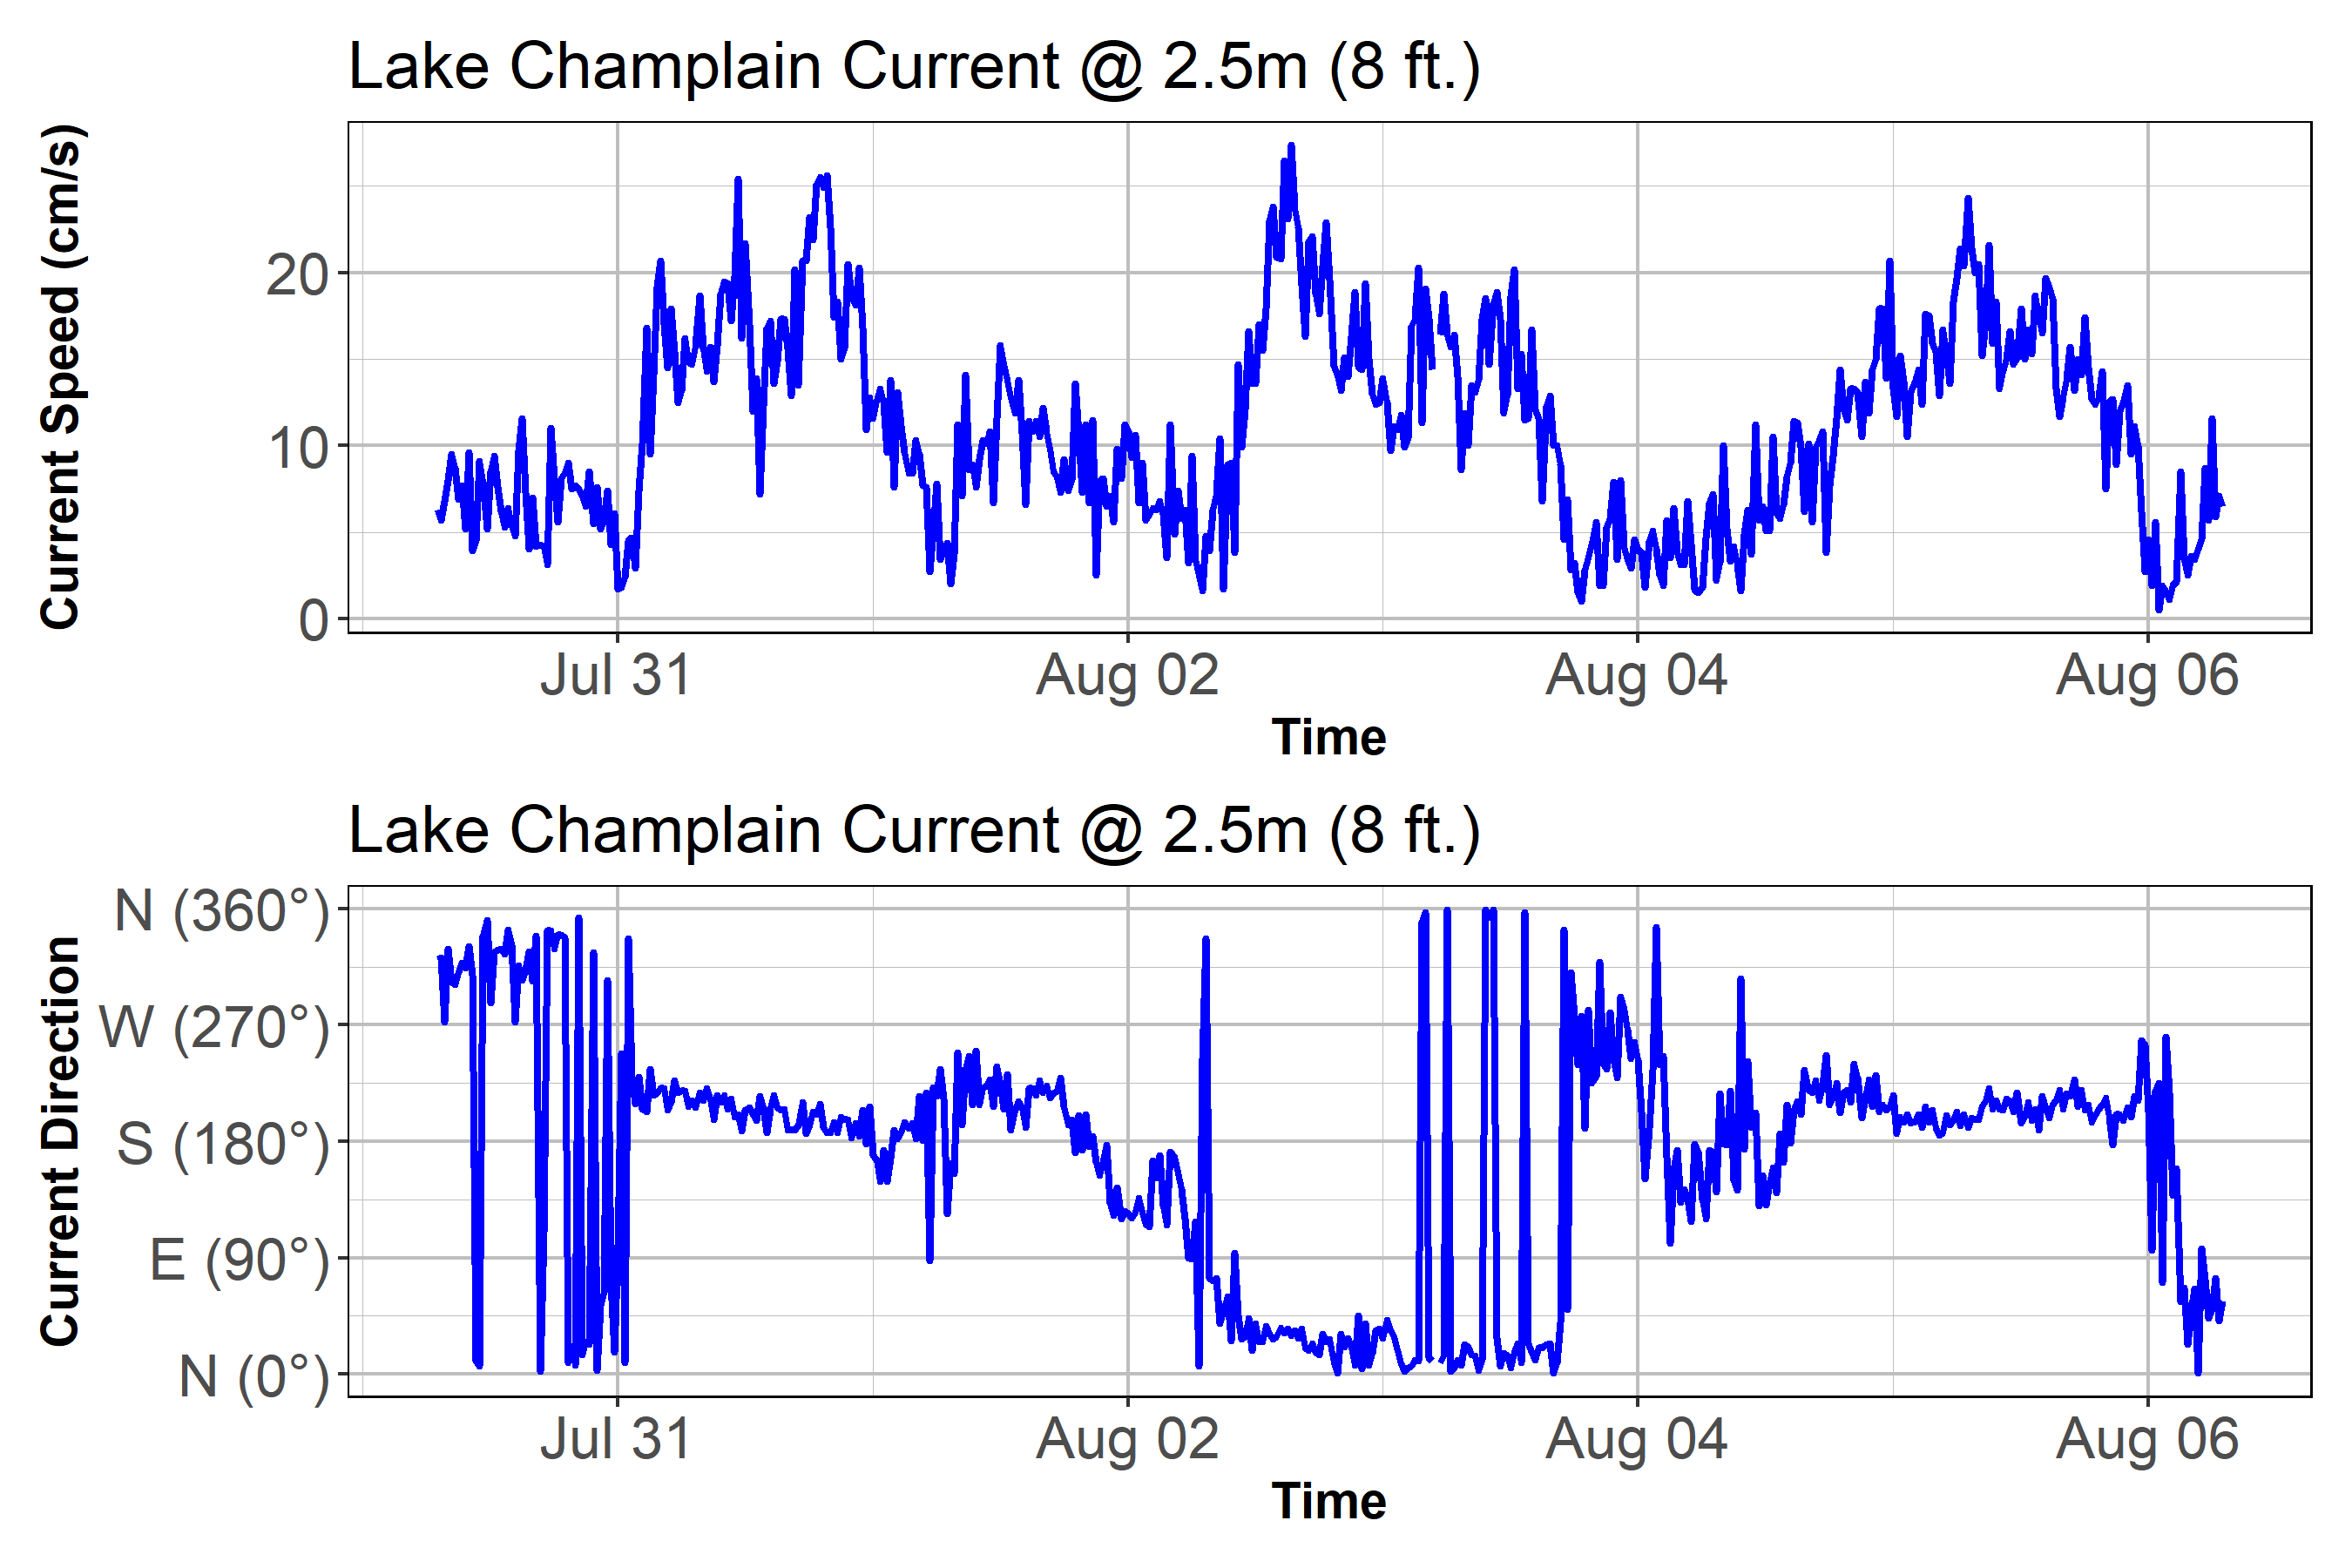 Lake Champlain Current @ 2.5m (8 ft.)
Current Speed (cm/s)
20
10
0
Jul 31 Aug 02 Aug 04 Aug 06
Time
Lake Champlain Current @ 2.5m (8 ft.)
Current Direction
N (360°)
W (270°)
S (180°)
E (90°)
N (0°)
Jul 31 Aug 02 Aug 04 Aug 06
Time